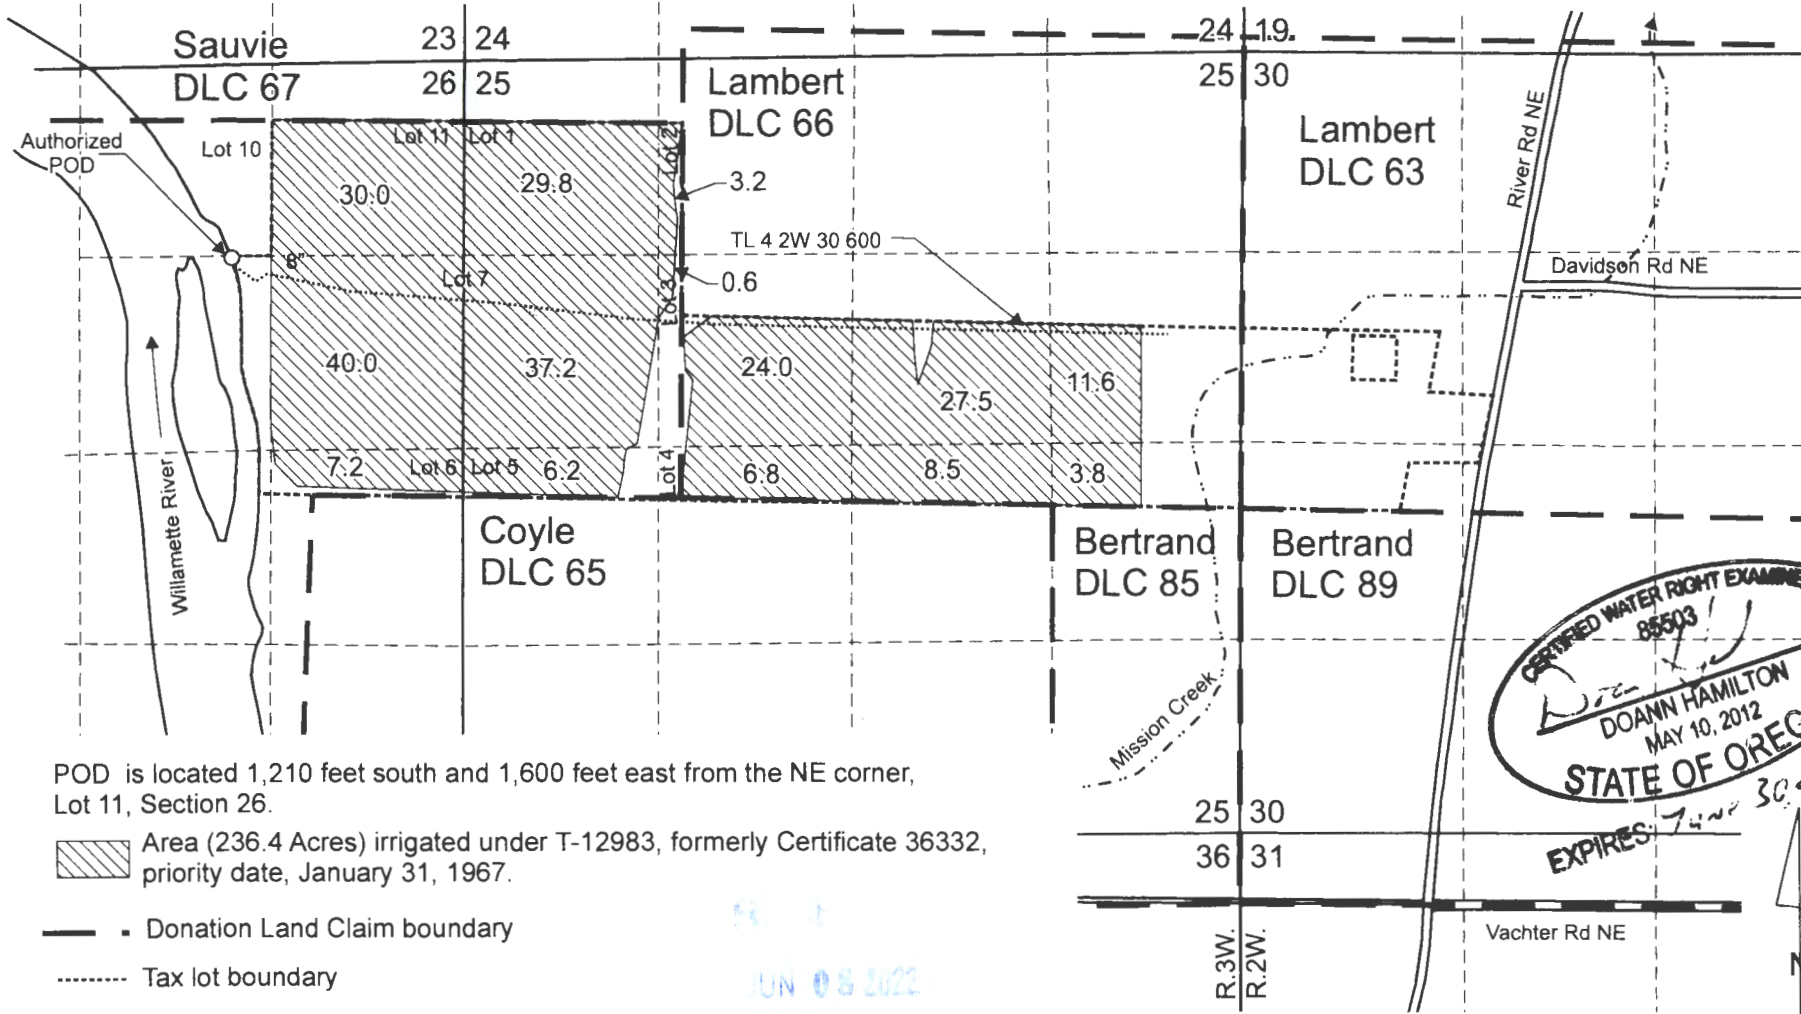 Sauvie
DLC 67
23 24
26 25
Lambert
DLC 66
24 19
25 30
Lambert
DLC 63
River Rd NE
Authorized
POD
Lot 10
Lot 11 Lot 1
Lot 2
30.0
29.8
3.2
TL 4 2W 30 600
Davidson Rd NE
8"
Lot 7
Lot 3
0.6
40.0
37.2
24.0
27.5
11.6
7.2
Lot 6 Lot 5
6.2
Lot 4
6.8
8.5
3.8
Willamette River
Coyle
DLC 65
Bertrand
DLC 85
Bertrand
DLC 89
Mission Creek
CERTIFIED WATER RIGHT EXAMINE
85503
DOANN HAMILTON
MAY 10, 2012
STATE OF OREG
EXPIRES: June 30,
POD is located 1,210 feet south and 1,600 feet east from the NE corner,
Lot 11, Section 26.
Area (236.4 Acres) irrigated under T-12983, formerly Certificate 36332,
priority date, January 31, 1967.
Donation Land Claim boundary
Tax lot boundary
25 30
36 31
Vachter Rd NE
R.3W.
R.2W.
JUN 08 2022
N